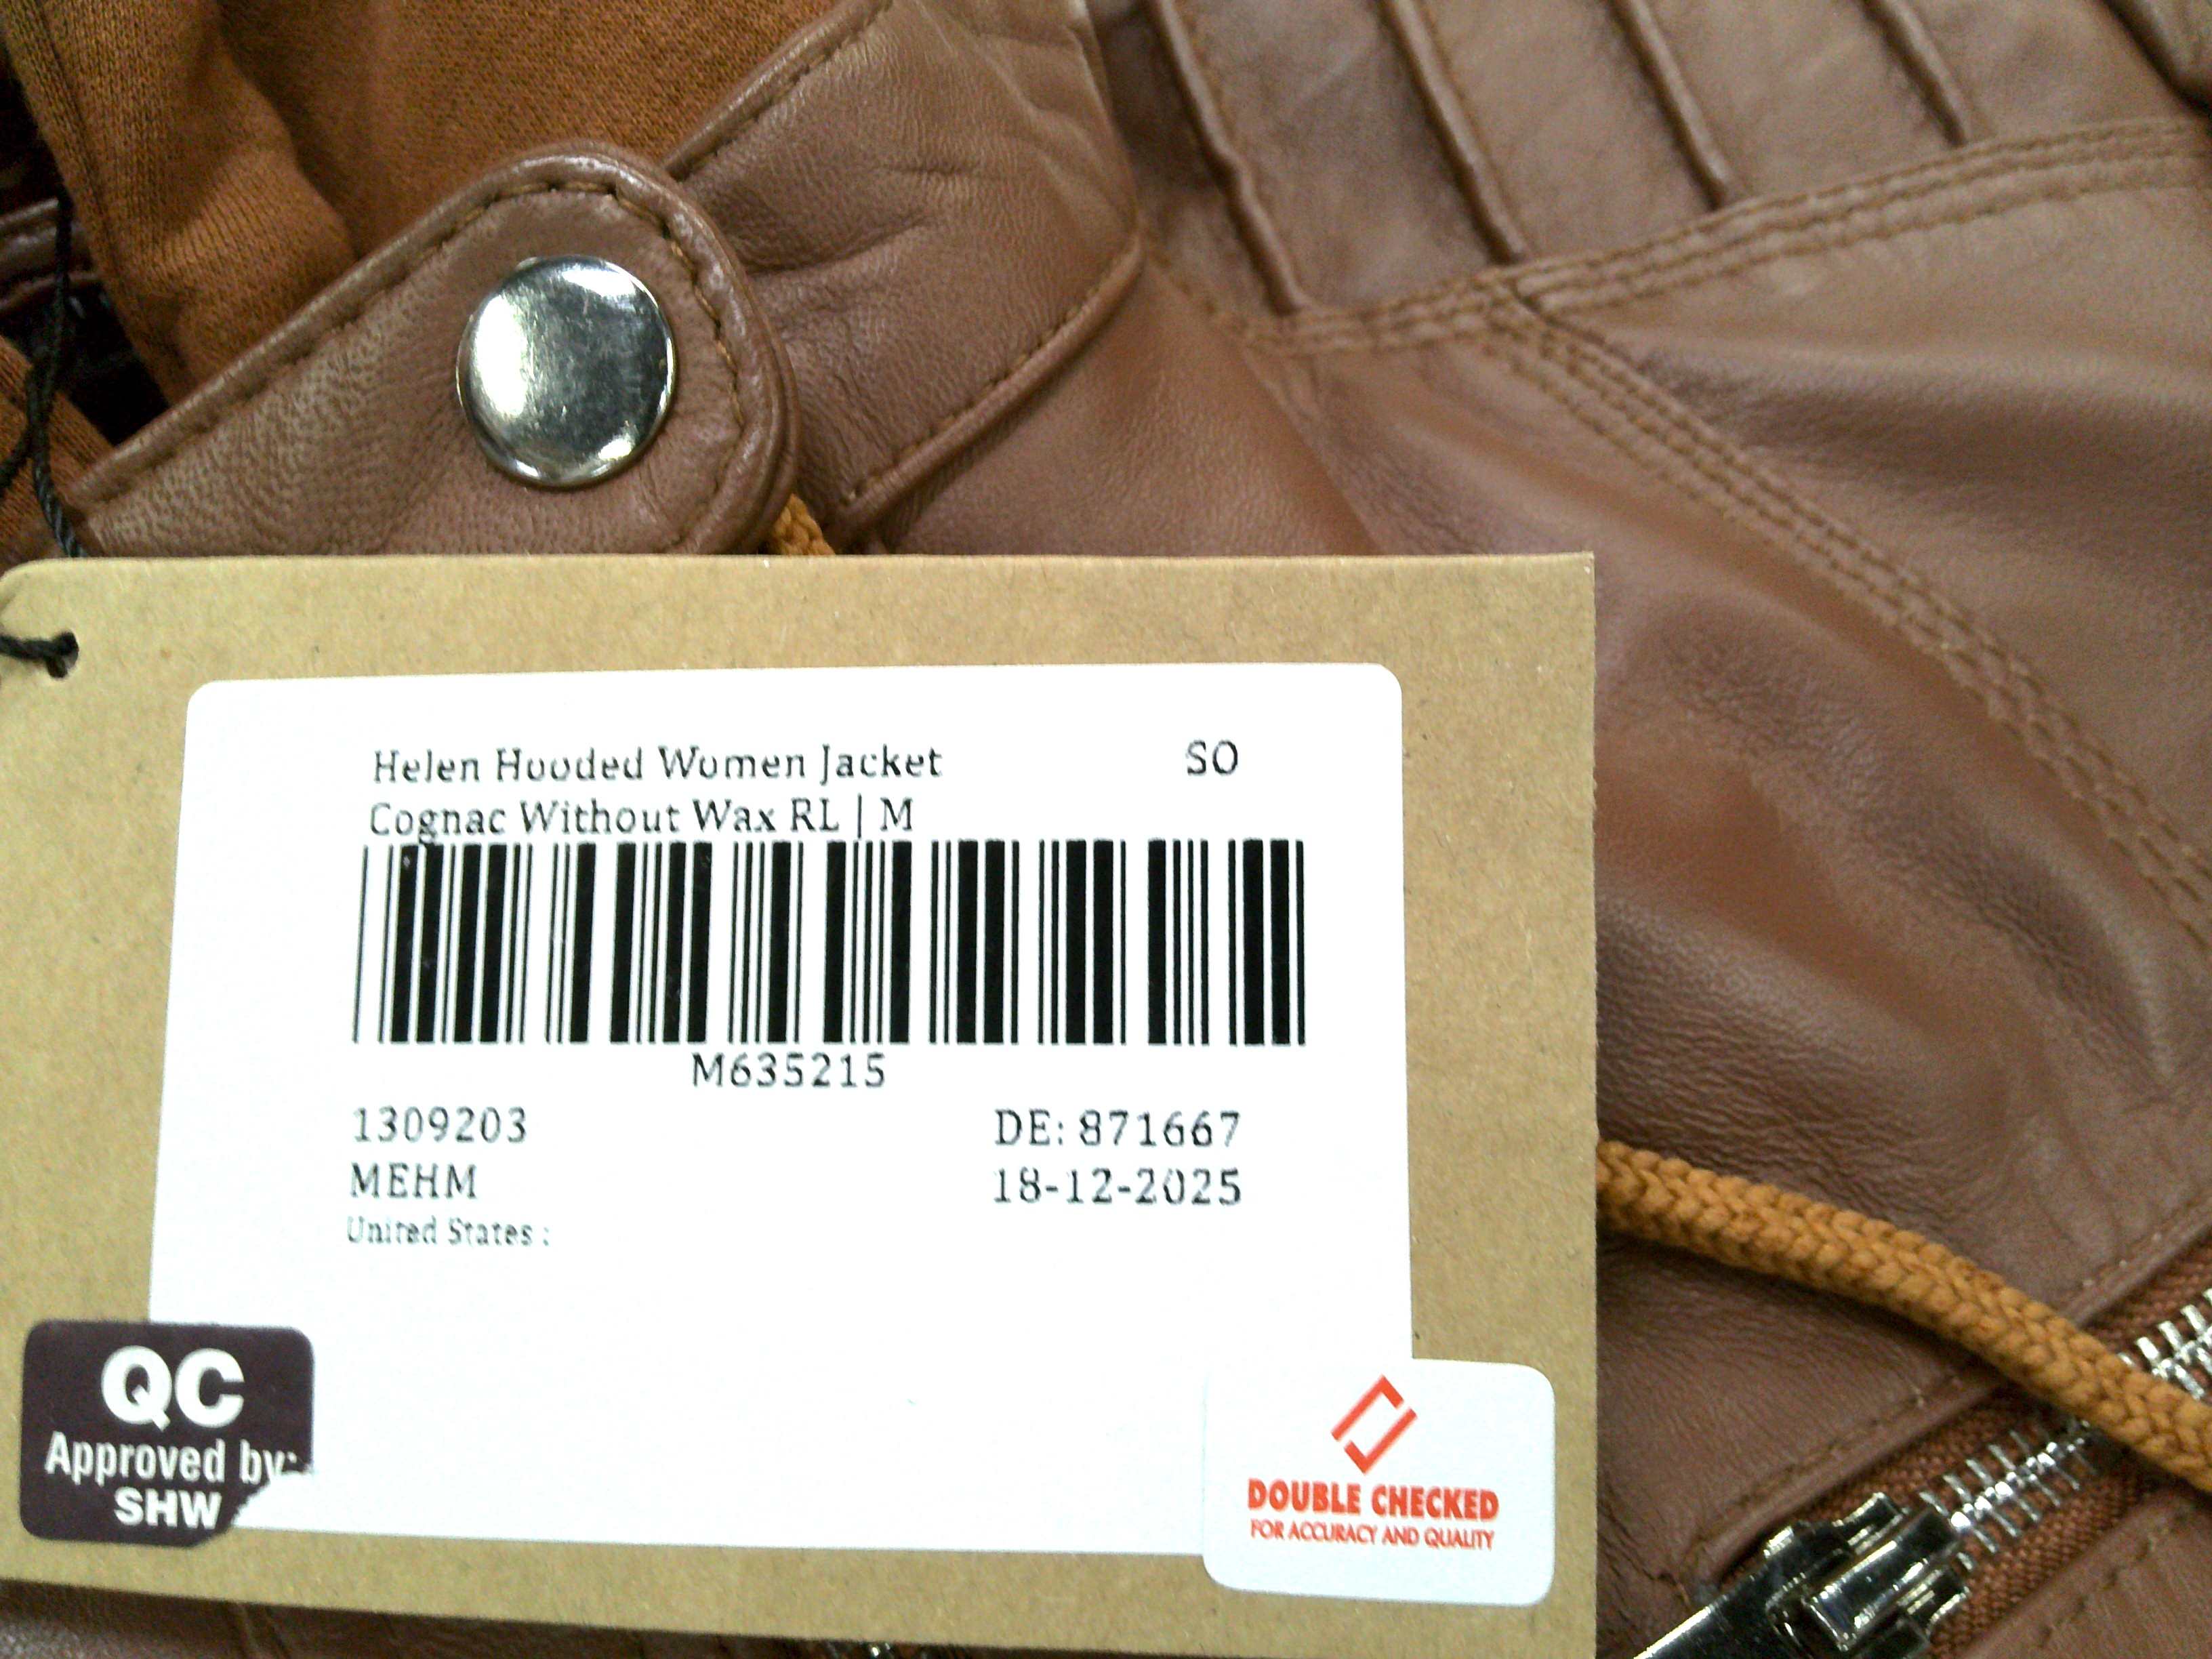 Helen Hooded Women Jacket SO
Cognac Without Wax RL | M
M635215
1309203 DE: 871667
MEHM 18-12-2025
United States :
QC
Approved by:
SHW
DOUBLE CHECKED
FOR ACCURACY AND QUALITY